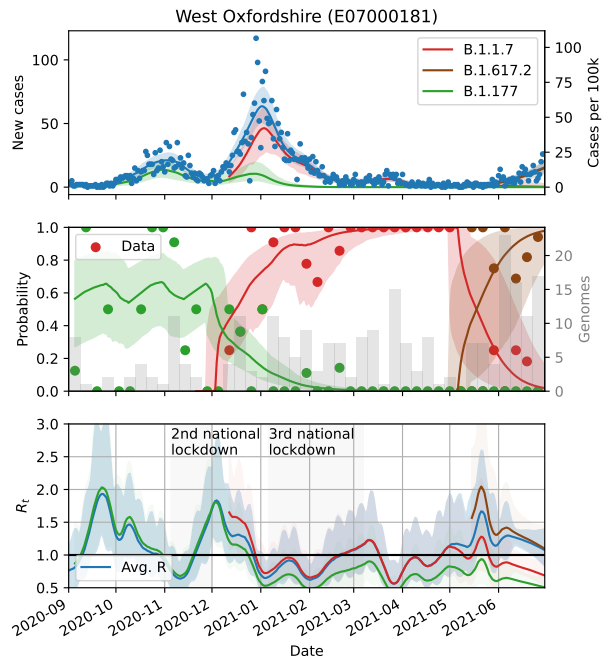 West Oxfordshire (E07000181)
New cases
100
50
0
B.1.1.7
B.1.617.2
B.1.177
100
75
50
25
0
Cases per 100k
Probability
1.0
0.8
0.6
0.4
0.2
0.0
Data
20
15
10
5
0
Genomes
R_t
3.0
2.5
2.0
1.5
1.0
0.5
2nd national
lockdown
3rd national
lockdown
Avg. R
2020-09
2020-10
2020-11
2020-12
2021-01
2021-02
2021-03
2021-04
2021-05
2021-06
Date